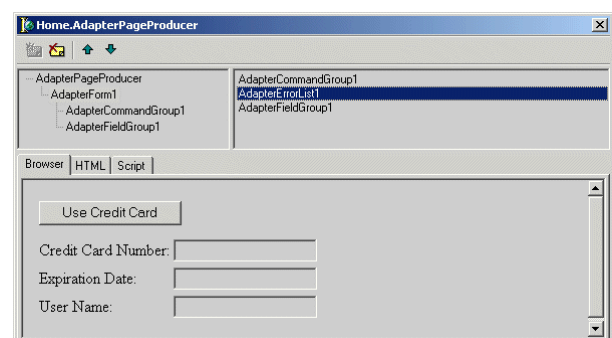 Home.AdapterPageProducer
AdapterPageProducer
AdapterForm1
AdapterCommandGroup1
AdapterFieldGroup1
AdapterCommandGroup1
AdapterErrorList1
AdapterFieldGroup1
Browser HTML Script
Use Credit Card
Credit Card Number:
Expiration Date:
User Name: